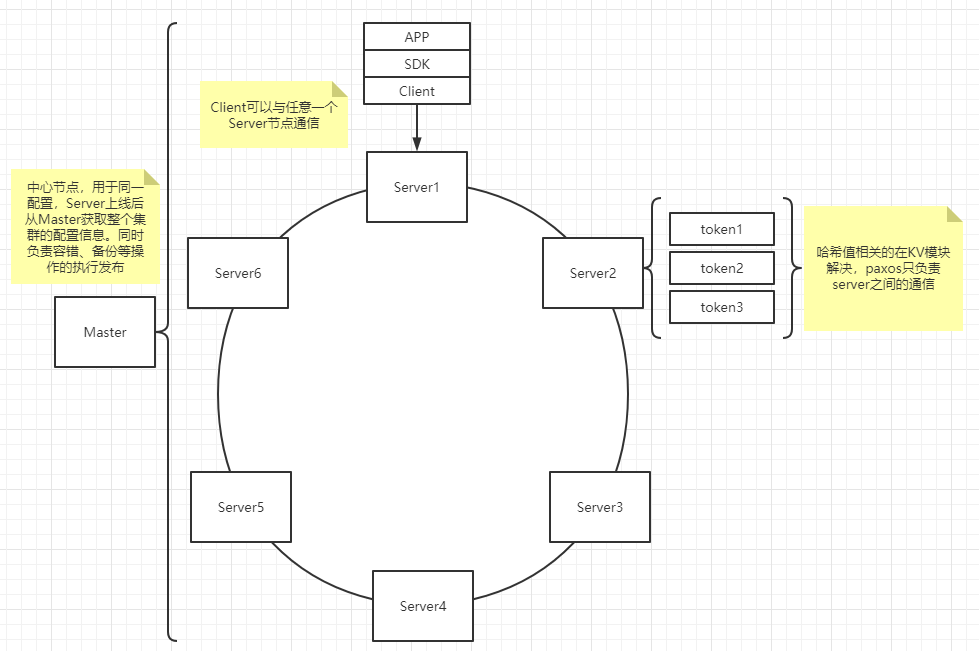 APP
SDK
Client
Client可以与任意一个
Server节点通信
Server1
中心节点，用于同一
配置，Server上线后
从Master获取整个集
群的配置信息。同时
负责容错、备份等操
作的执行发布
Master
Server6
Server2
token1
token2
token3
哈希值相关的在KV模块
解决，paxos只负责
server之间的通信
Server5
Server3
Server4